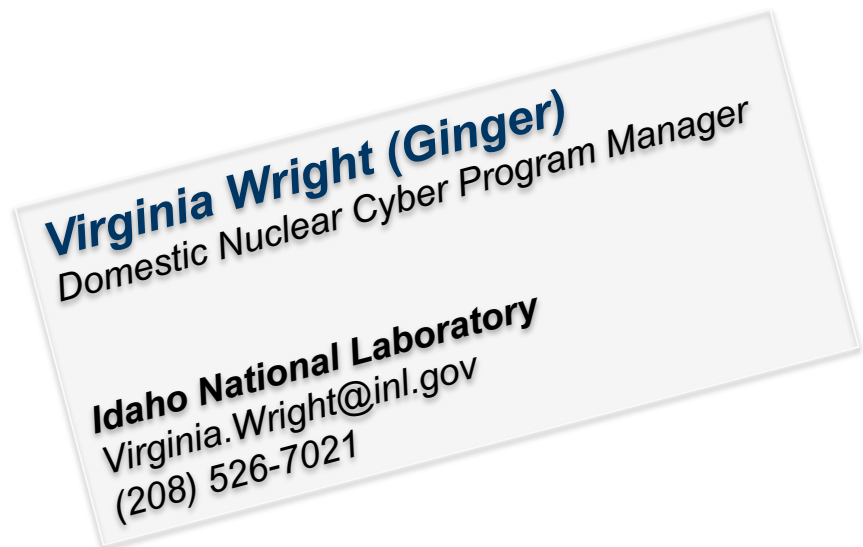 Virginia Wright (Ginger)
Domestic Nuclear Cyber Program Manager
Idaho National Laboratory
Virginia.Wright@inl.gov
(208) 526-7021